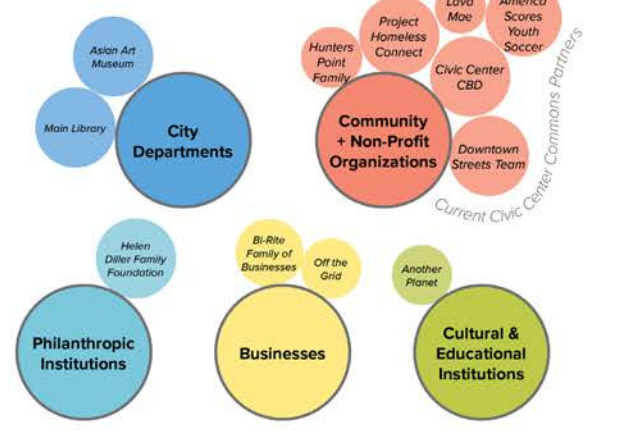 Lava
Mae
America
Scores
Youth
Soccer
Project
Homeless
Connect
Hunters
Point
Family
Asian Art
Museum
Civic Center
CBD
Main Library
City
Departments
Community
+ Non-Profit
Organizations
Downtown
Streets Team
Current Civic Center Commons Partners
Helen
Diller Family
Foundation
Bi-Rite
Family of
Businesses
Off the
Grid
Another
Planet
Philanthropic
Institutions
Businesses
Cultural &
Educational
Institutions